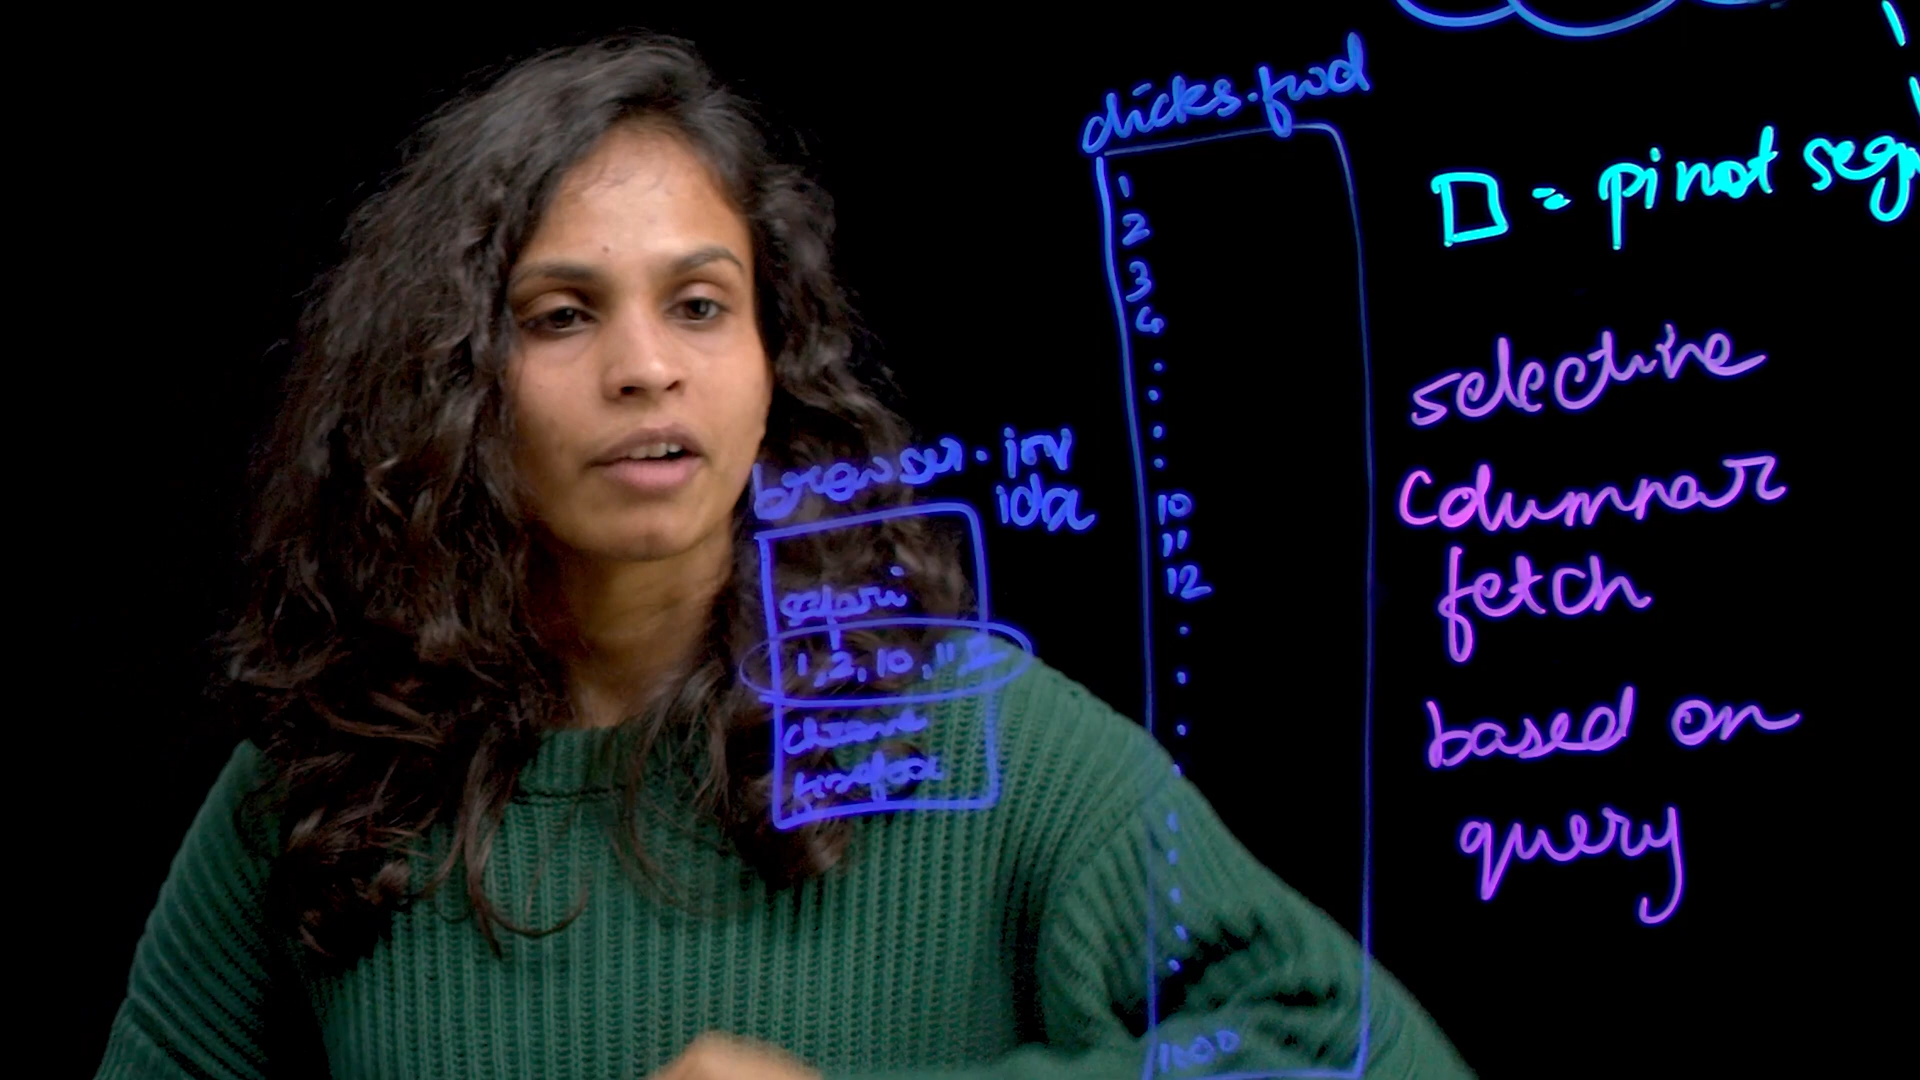 clicks.fwd
1
2
3
4
10
11
12
1000
browser.inv
idx
safari
1,2,10,11,12
chrome
firefox
= pinot seg
selective
columnar
fetch
based on
query